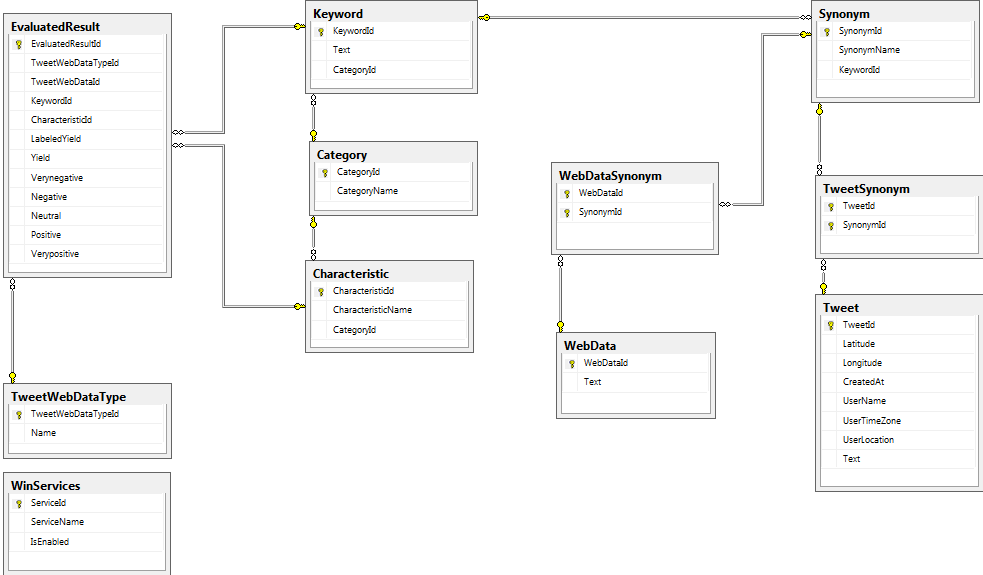 EvaluatedResult
EvaluatedResultId
TweetWebDataTypeId
TweetWebDataId
KeywordId
CharacteristicId
LabeledYield
Yield
Verynegative
Negative
Neutral
Positive
Verypositive
TweetWebDataType
TweetWebDataTypeId
Name
WinServices
ServiceId
ServiceName
IsEnabled
Keyword
KeywordId
Text
CategoryId
Category
CategoryId
CategoryName
Characteristic
CharacteristicId
CharacteristicName
CategoryId
WebDataSynonym
WebDataId
SynonymId
WebData
WebDataId
Text
Synonym
SynonymId
SynonymName
KeywordId
TweetSynonym
TweetId
SynonymId
Tweet
TweetId
Latitude
Longitude
CreatedAt
UserName
UserTimeZone
UserLocation
Text